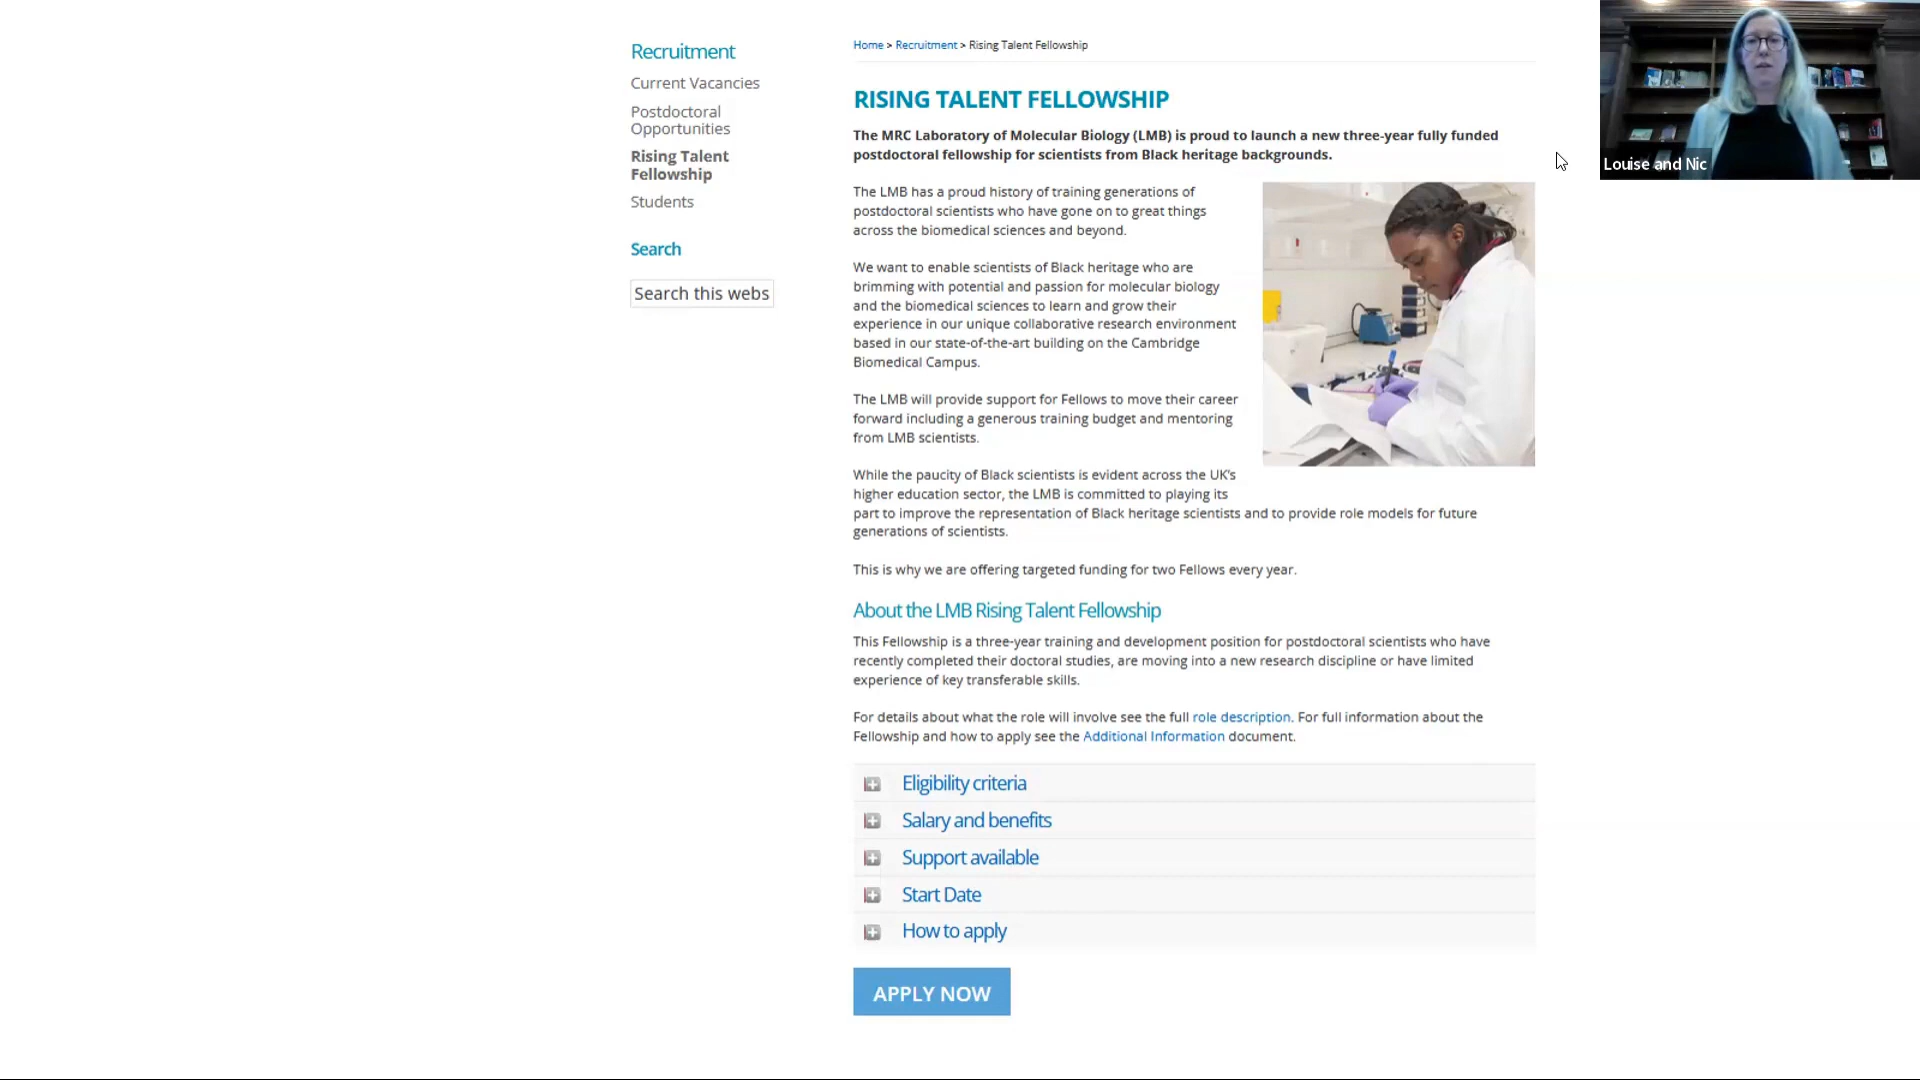 Recruitment
Current Vacancies
Postdoctoral
Opportunities
Rising Talent
Fellowship
Students
Search
Search this webs
Home > Recruitment > Rising Talent Fellowship
RISING TALENT FELLOWSHIP
The MRC Laboratory of Molecular Biology (LMB) is proud to launch a new three-year fully funded
postdoctoral fellowship for scientists from Black heritage backgrounds.
The LMB has a proud history of training generations of
postdoctoral scientists who have gone on to great things
across the biomedical sciences and beyond.
We want to enable scientists of Black heritage who are
brimming with potential and passion for molecular biology
and the biomedical sciences to learn and grow their
experience in our unique collaborative research environment
based in our state-of-the-art building on the Cambridge
Biomedical Campus.
The LMB will provide support for Fellows to move their career
forward including a generous training budget and mentoring
from LMB scientists.
While the paucity of Black scientists is evident across the UK's
higher education sector, the LMB is committed to playing its
part to improve the representation of Black heritage scientists and to provide role models for future
generations of scientists.
This is why we are offering targeted funding for two Fellows every year.
About the LMB Rising Talent Fellowship
This Fellowship is a three-year training and development position for postdoctoral scientists who have
recently completed their doctoral studies, are moving into a new research discipline or have limited
experience of key transferable skills.
For details about what the role will involve see the full role description. For full information about the
Fellowship and how to apply see the Additional Information document.
Eligibility criteria
Salary and benefits
Support available
Start Date
How to apply
APPLY NOW
Louise and Nic